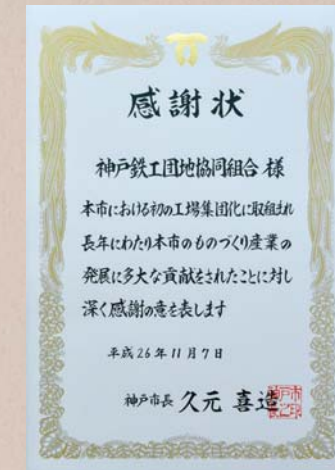 感謝状
神戸鉄工団地協同組合 様
本市における初の工場集団化に取組まれ
長年にわたり本市のものづくり産業の
発展に多大な貢献をされたことに対し
深く感謝の意を表します
平成26年11月7日
神戸市長 久元 喜造